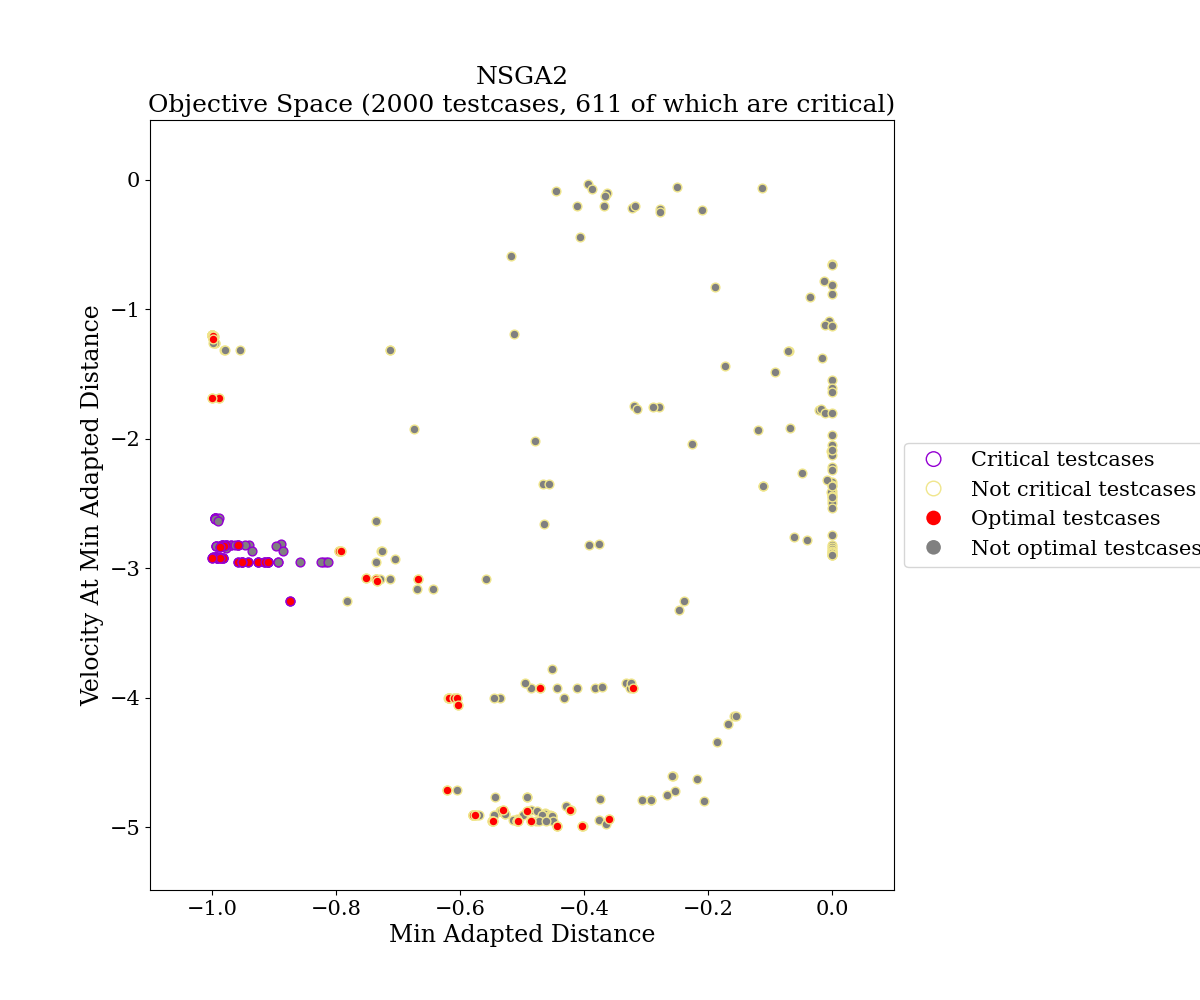 NSGA2
Objective Space (2000 testcases, 611 of which are critical)
Velocity At Min Adapted Distance
0
−1
−2
−3
−4
−5
−1.0
−0.8
−0.6
−0.4
−0.2
0.0
Min Adapted Distance
Critical testcases
Not critical testcases
Optimal testcases
Not optimal testcases